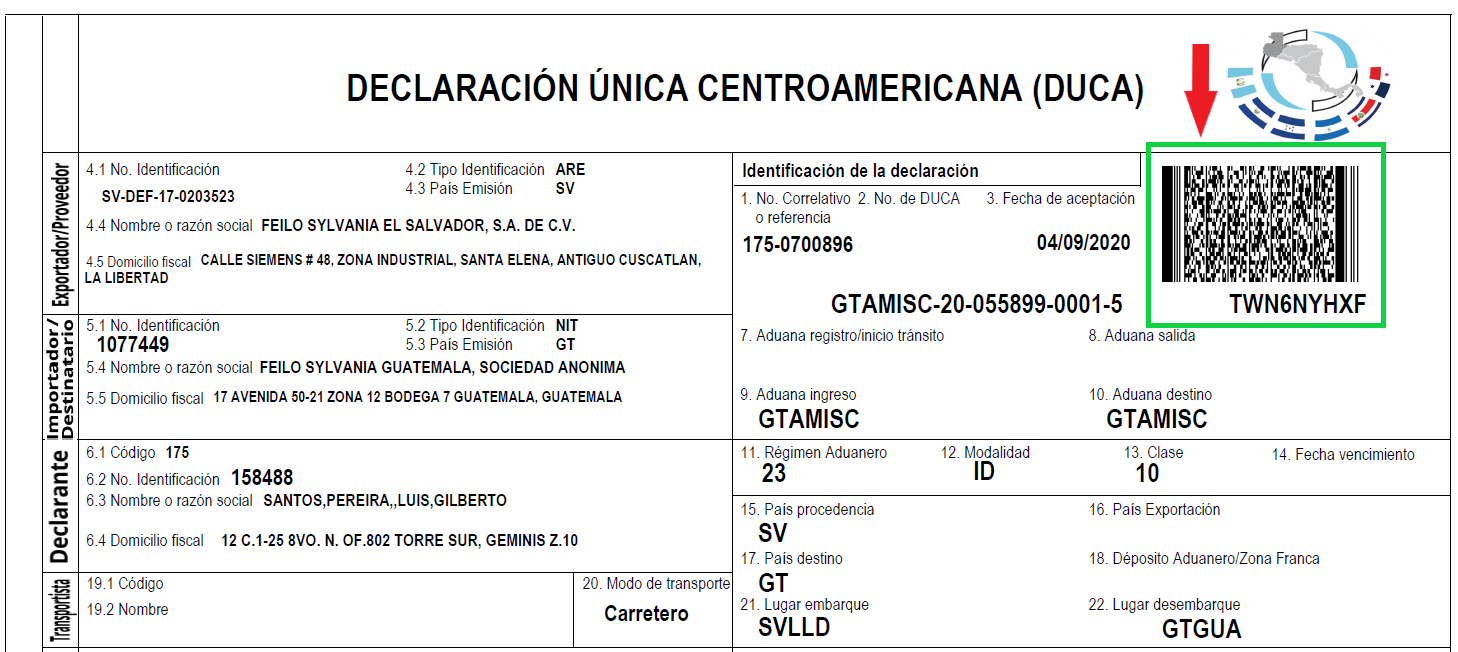 DECLARACIÓN ÚNICA CENTROAMERICANA (DUCA)
Exportador/Proveedor
4.1 No. Identificación
4.2 Tipo Identificación ARE
SV-DEF-17-0203523
4.3 País Emisión SV
4.4 Nombre o razón social FEILO SYLVANIA EL SALVADOR, S.A. DE C.V.
4.5 Domicilio fiscal CALLE SIEMENS # 48, ZONA INDUSTRIAL, SANTA ELENA, ANTIGUO CUSCATLAN,
LA LIBERTAD
Identificación de la declaración
1. No. Correlativo 2. No. de DUCA 3. Fecha de aceptación
o referencia
175-0700896 04/09/2020
GTAMISC-20-055899-0001-5 TWN6NYHXF
Importador/
Destinatario
5.1 No. Identificación
5.2 Tipo Identificación NIT
1077449
5.3 País Emisión GT
5.4 Nombre o razón social FEILO SYLVANIA GUATEMALA, SOCIEDAD ANONIMA
5.5 Domicilio fiscal 17 AVENIDA 50-21 ZONA 12 BODEGA 7 GUATEMALA, GUATEMALA
7. Aduana registro/inicio tránsito
8. Aduana salida
9. Aduana ingreso
GTAMISC
10. Aduana destino
GTAMISC
Declarante
6.1 Código 175
6.2 No. Identificación 158488
6.3 Nombre o razón social SANTOS,PEREIRA,,LUIS,GILBERTO
6.4 Domicilio fiscal 12 C.1-25 8VO. N. OF.802 TORRE SUR, GEMINIS Z.10
11. Régimen Aduanero
23
12. Modalidad
ID
13. Clase
10
14. Fecha vencimiento
15. País procedencia
SV
16. País Exportación
17. País destino
GT
18. Déposito Aduanero/Zona Franca
Transportista
19.1 Código
19.2 Nombre
20. Modo de transporte
Carretero
21. Lugar embarque
SVLLD
22. Lugar desembarque
GTGUA